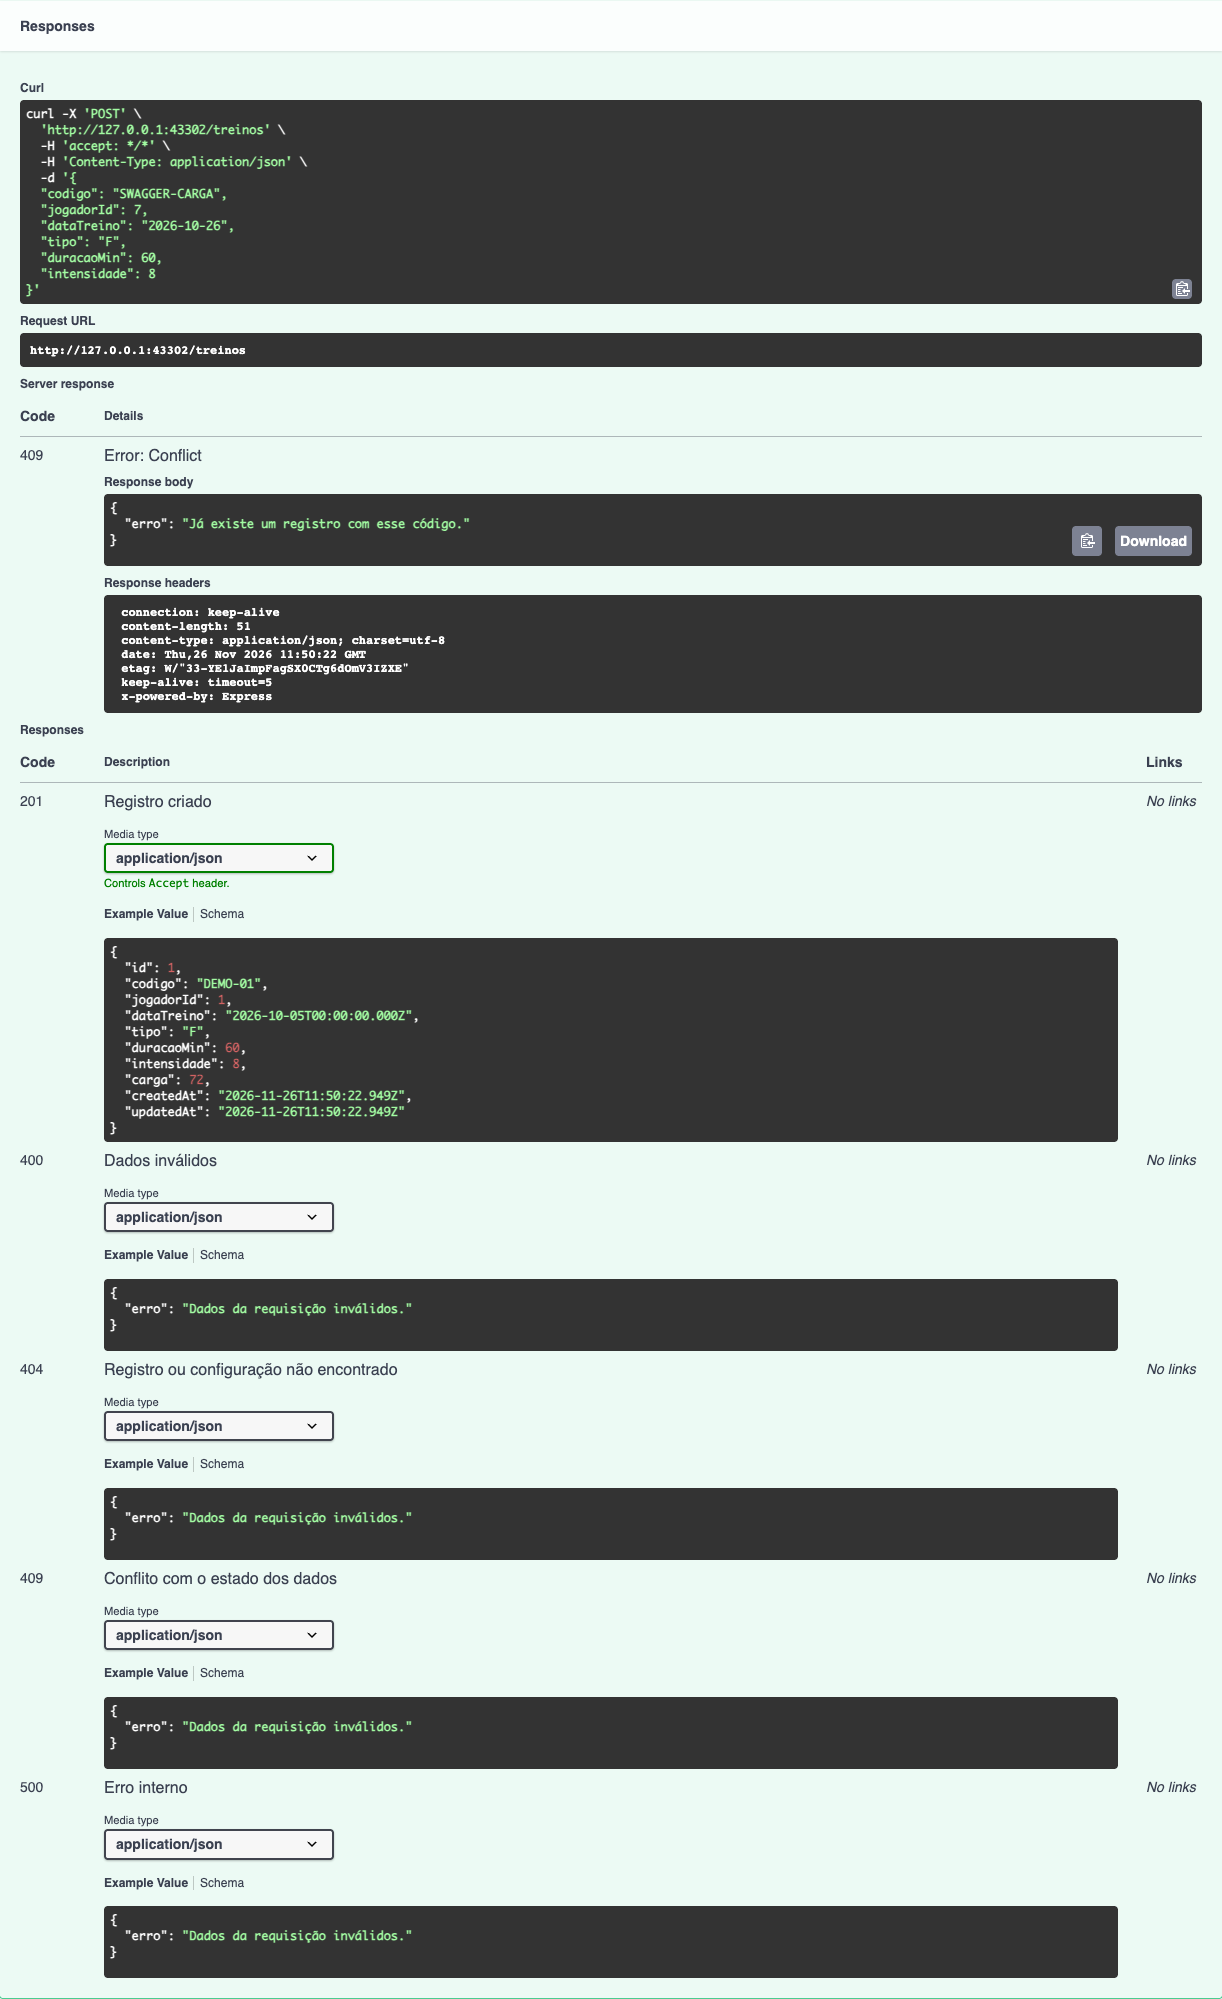 Responses
Curl
curl -X 'POST' \
  'http://127.0.0.1:43302/treinos' \
  -H 'accept: */*' \
  -H 'Content-Type: application/json' \
  -d '{
  "codigo": "SWAGGER-CARGA",
  "jogadorId": 7,
  "dataTreino": "2026-10-26",
  "tipo": "F",
  "duracaoMin": 60,
  "intensidade": 8
}'
Request URL
http://127.0.0.1:43302/treinos
Server response
Code Details
409 Error: Conflict
Response body
{
  "erro": "Já existe um registro com esse código."
}
Download
Response headers
connection: keep-alive
content-length: 51
content-type: application/json; charset=utf-8
date: Thu,26 Nov 2026 11:50:22 GMT
etag: W/"33-YE1JaImpFagSX0CTg6dOmV3IZXE"
keep-alive: timeout=5
x-powered-by: Express
Responses
Code Description Links
201 Registro criado No links
Media type
application/json
Controls Accept header.
Example Value Schema
{
  "id": 1,
  "codigo": "DEMO-01",
  "jogadorId": 1,
  "dataTreino": "2026-10-05T00:00:00.000Z",
  "tipo": "F",
  "duracaoMin": 60,
  "intensidade": 8,
  "carga": 72,
  "createdAt": "2026-11-26T11:50:22.949Z",
  "updatedAt": "2026-11-26T11:50:22.949Z"
}
400 Dados inválidos No links
Media type
application/json
Example Value Schema
{
  "erro": "Dados da requisição inválidos."
}
404 Registro ou configuração não encontrado No links
Media type
application/json
Example Value Schema
{
  "erro": "Dados da requisição inválidos."
}
409 Conflito com o estado dos dados No links
Media type
application/json
Example Value Schema
{
  "erro": "Dados da requisição inválidos."
}
500 Erro interno No links
Media type
application/json
Example Value Schema
{
  "erro": "Dados da requisição inválidos."
}